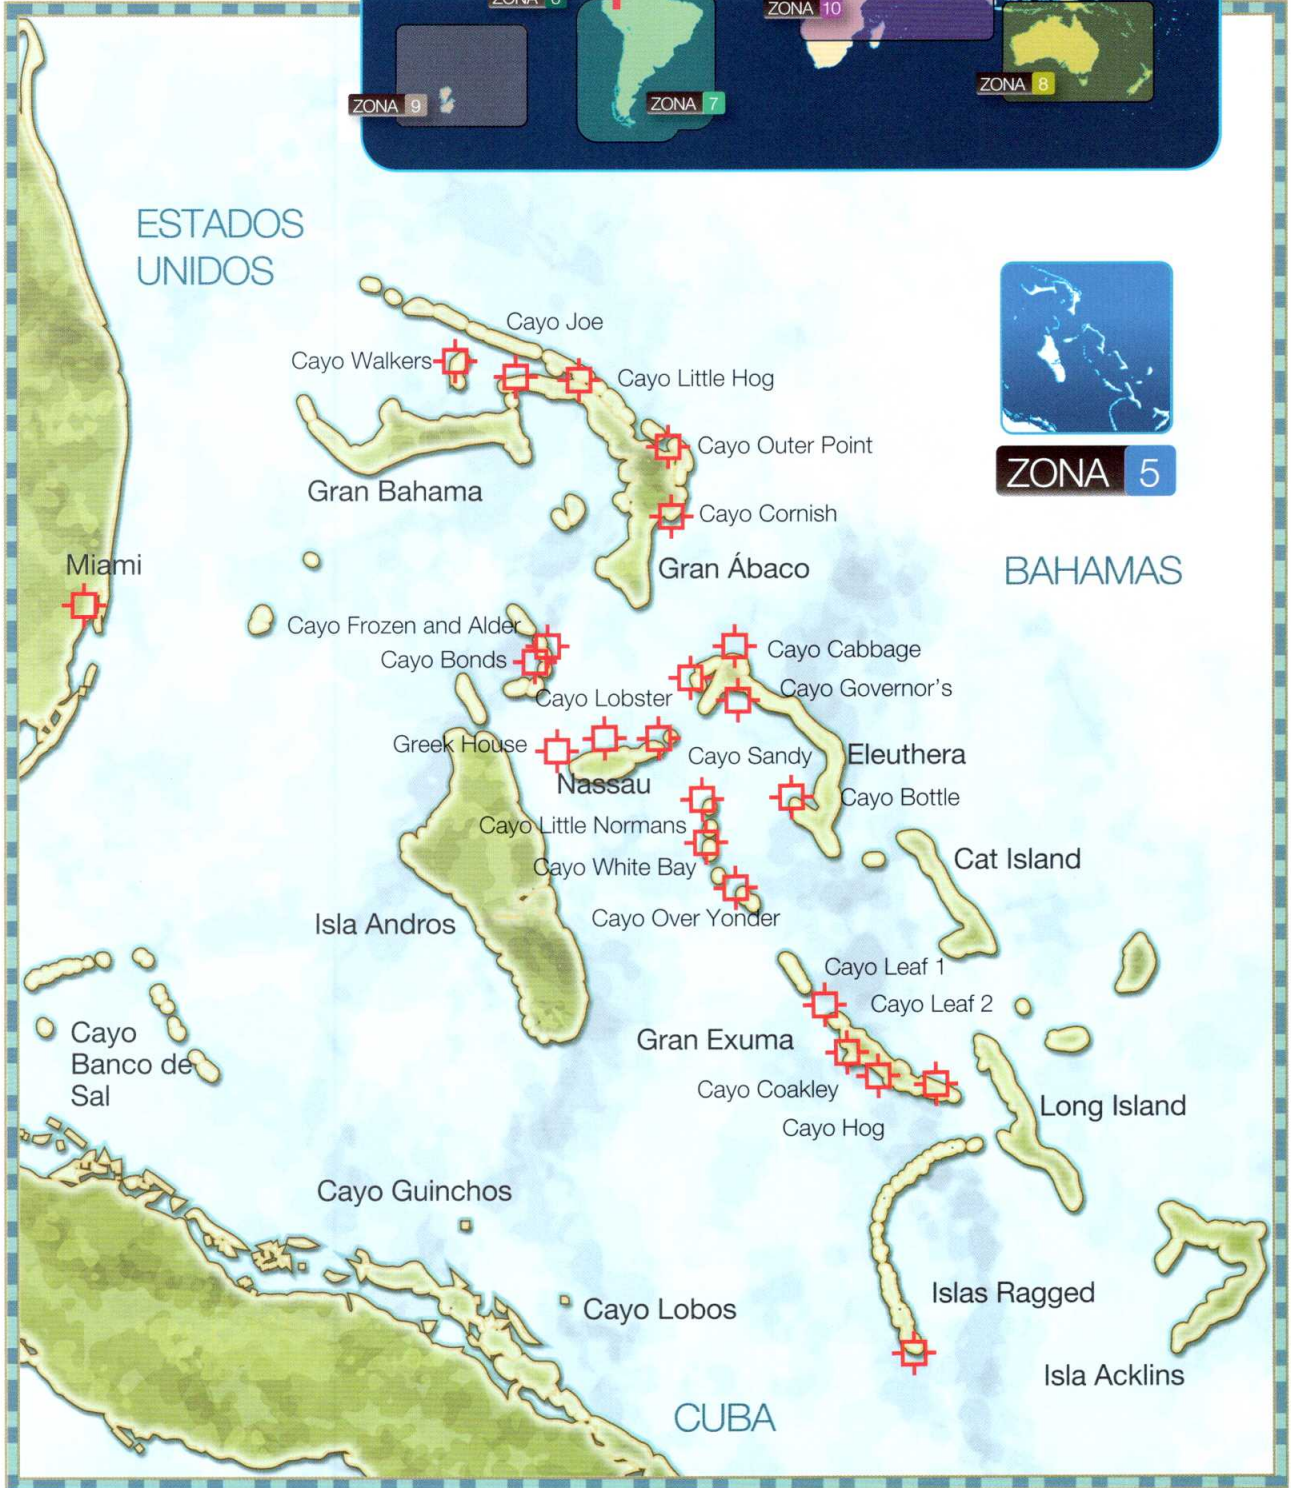 ZONA 6
ZONA 10
ZONA 9
ZONA 7
ZONA 8
ESTADOS
UNIDOS
Cayo Joe
Cayo Walkers
Cayo Little Hog
Cayo Outer Point
ZONA 5
Gran Bahama
Cayo Cornish
Miami
Gran Ábaco
BAHAMAS
Cayo Frozen and Alder
Cayo Bonds
Cayo Cabbage
Cayo Governor's
Cayo Lobster
Greek House
Cayo Sandy
Eleuthera
Nassau
Cayo Bottle
Cayo Little Normans
Cayo White Bay
Cat Island
Cayo Over Yonder
Isla Andros
Cayo Leaf 1
Cayo Leaf 2
Cayo
Banco de
Sal
Gran Exuma
Cayo Coakley
Long Island
Cayo Hog
Cayo Guinchos
Islas Ragged
Cayo Lobos
Isla Acklins
CUBA